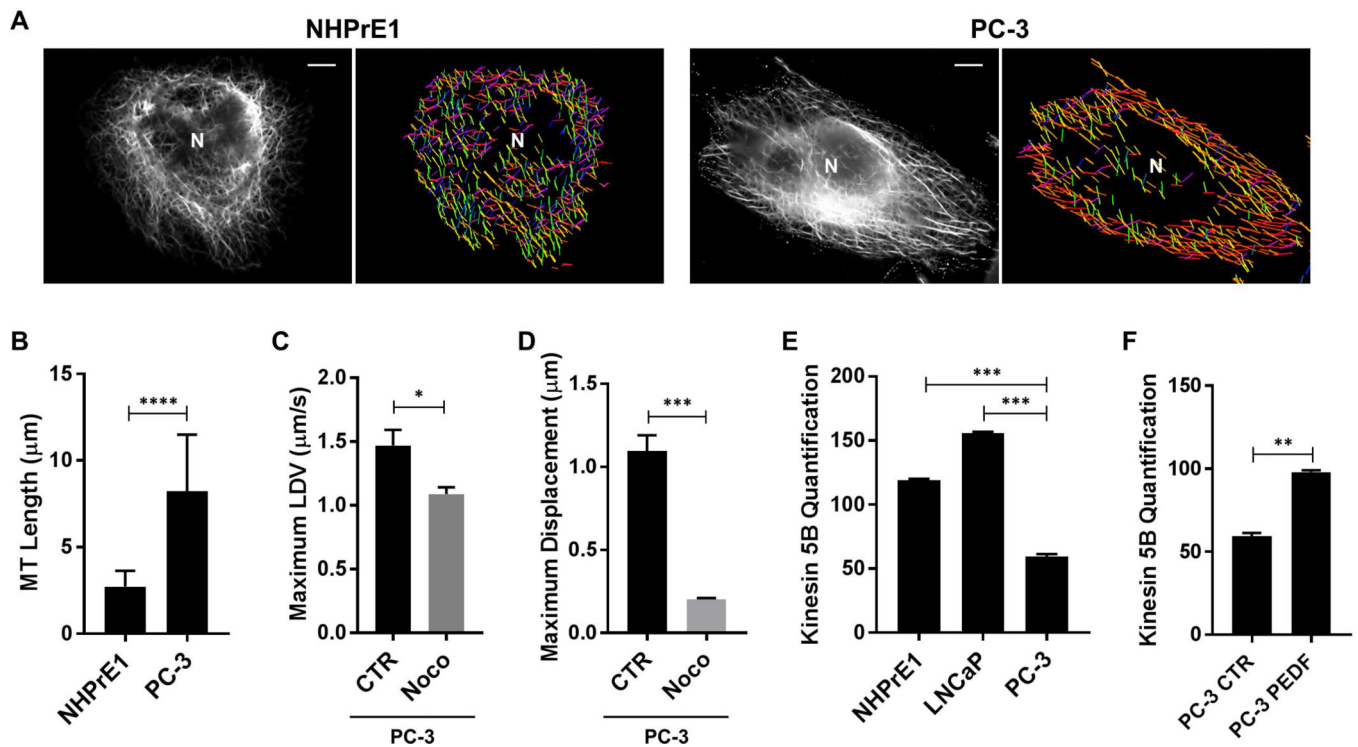 A
NHPrE1
PC-3
N
N
N
N
B
MT Length (μm)
15
10
5
0
****
NHPrE1
PC-3
C
Maximum LDV (μm/s)
2.0
1.5
1.0
0.5
0.0
*
CTR
Noco
PC-3
D
Maximum Displacement (μm)
1.5
1.0
0.5
0.0
***
CTR
Noco
PC-3
E
Kinesin 5B Quantification
200
150
100
50
0
***
***
NHPrE1
LNCaP
PC-3
F
Kinesin 5B Quantification
150
100
50
0
**
PC-3 CTR
PC-3 PEDF